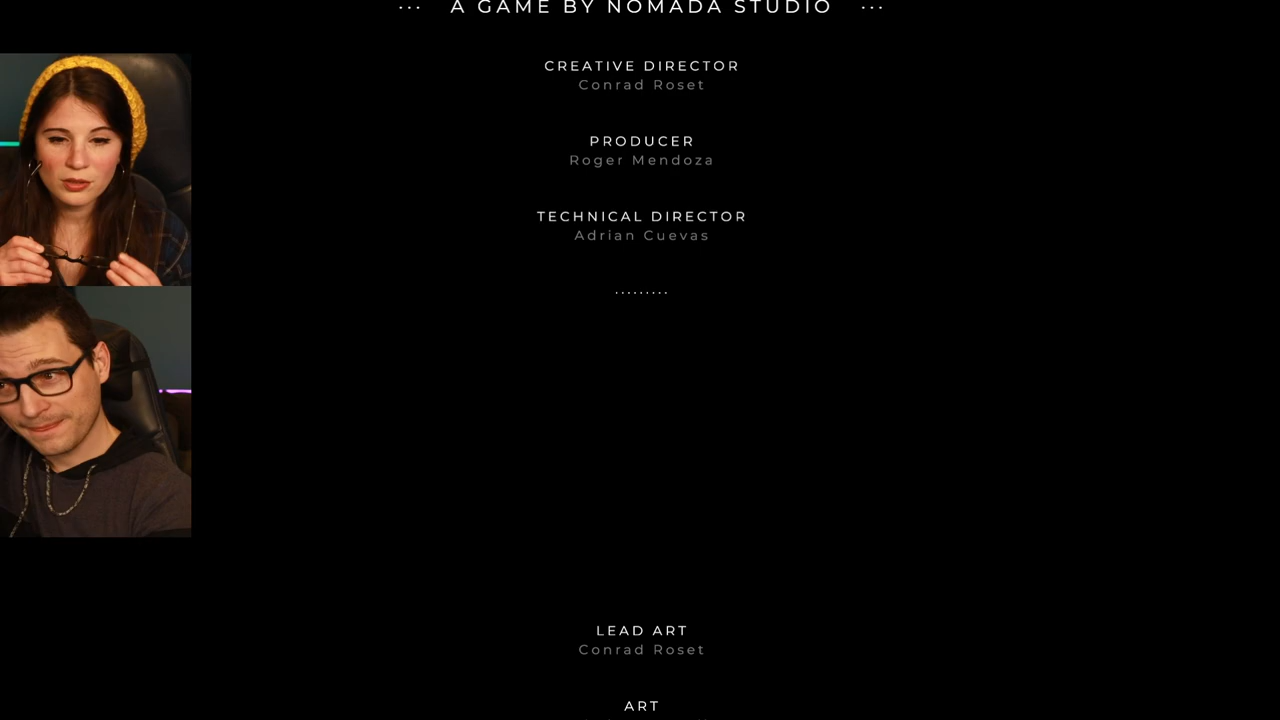 ... A GAME BY NOMADA STUDIO ...
CREATIVE DIRECTOR
Conrad Roset
PRODUCER
Roger Mendoza
TECHNICAL DIRECTOR
Adrian Cuevas
.........
LEAD ART
Conrad Roset
ART